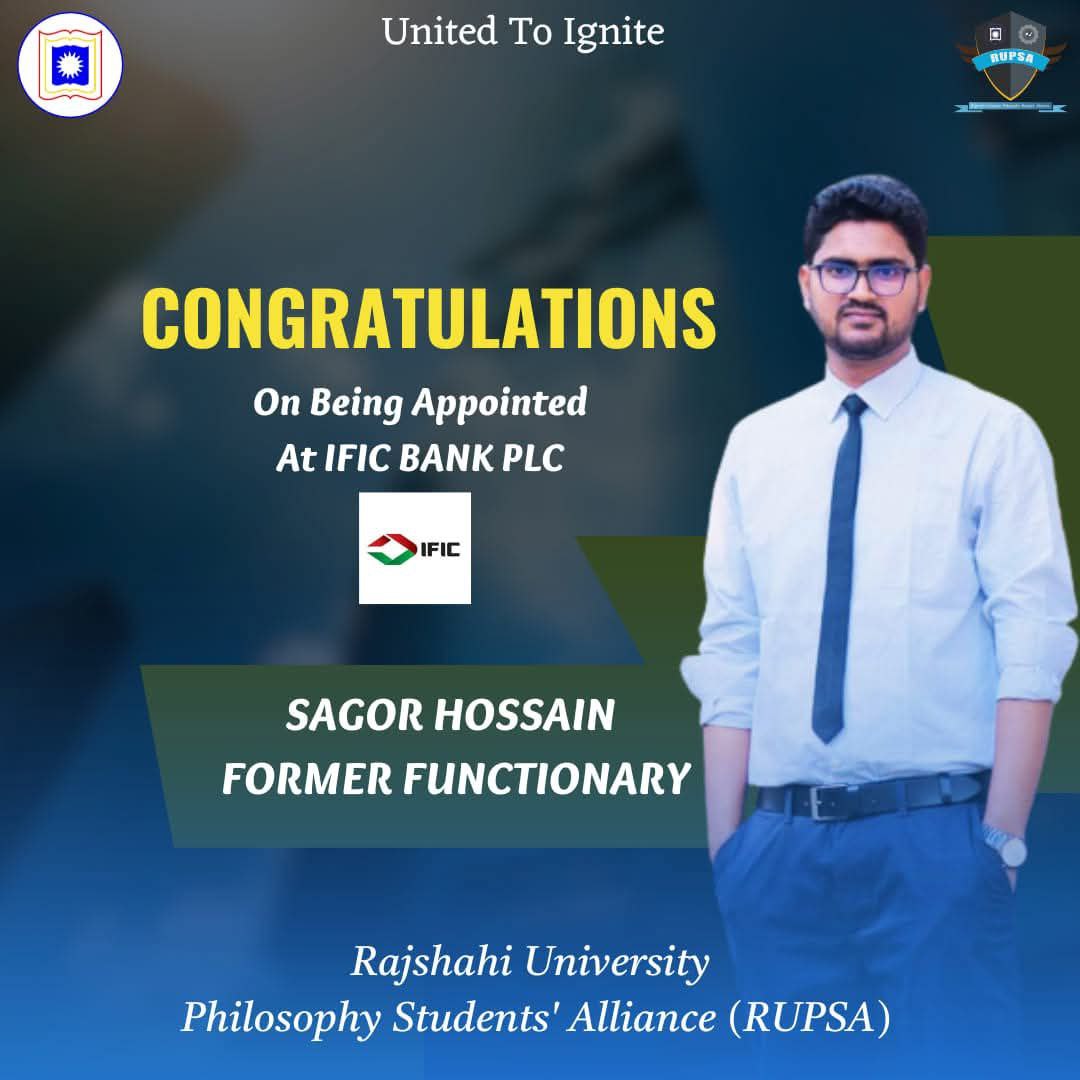 United To Ignite
RUPSA
CONGRATULATIONS
On Being Appointed
At IFIC BANK PLC
IFIC
SAGOR HOSSAIN
FORMER FUNCTIONARY
Rajshahi University
Philosophy Students' Alliance (RUPSA)